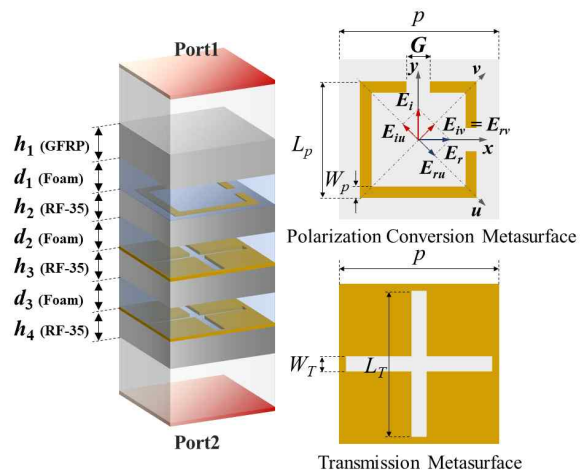 Port1
h1 (GFRP)
d1 (Foam)
h2 (RF-35)
d2 (Foam)
h3 (RF-35)
d3 (Foam)
h4 (RF-35)
Port2
p
G
y
v
Ei
Eiu
Eiv = Erv
Er
x
Lp
Wp
Eru
u
Polarization Conversion Metasurface
p
WT
LT
Transmission Metasurface